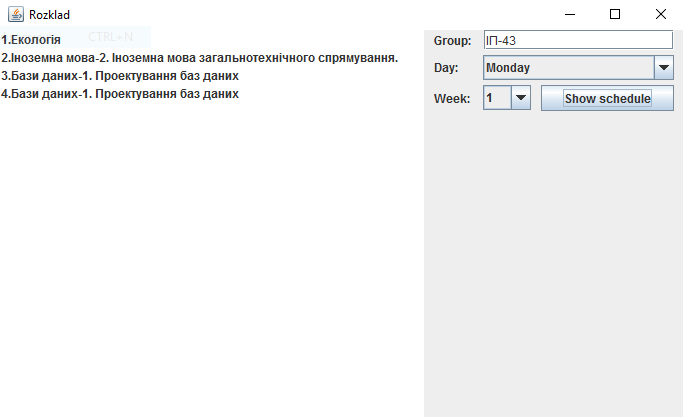 Rozklad
1.Екологія
CTRL+N
2.Іноземна мова-2. Іноземна мова загальнотехнічного спрямування.
3.Бази даних-1. Проектування баз даних
4.Бази даних-1. Проектування баз даних
Group: ІП-43
Day: Monday
Week: 1 Show schedule